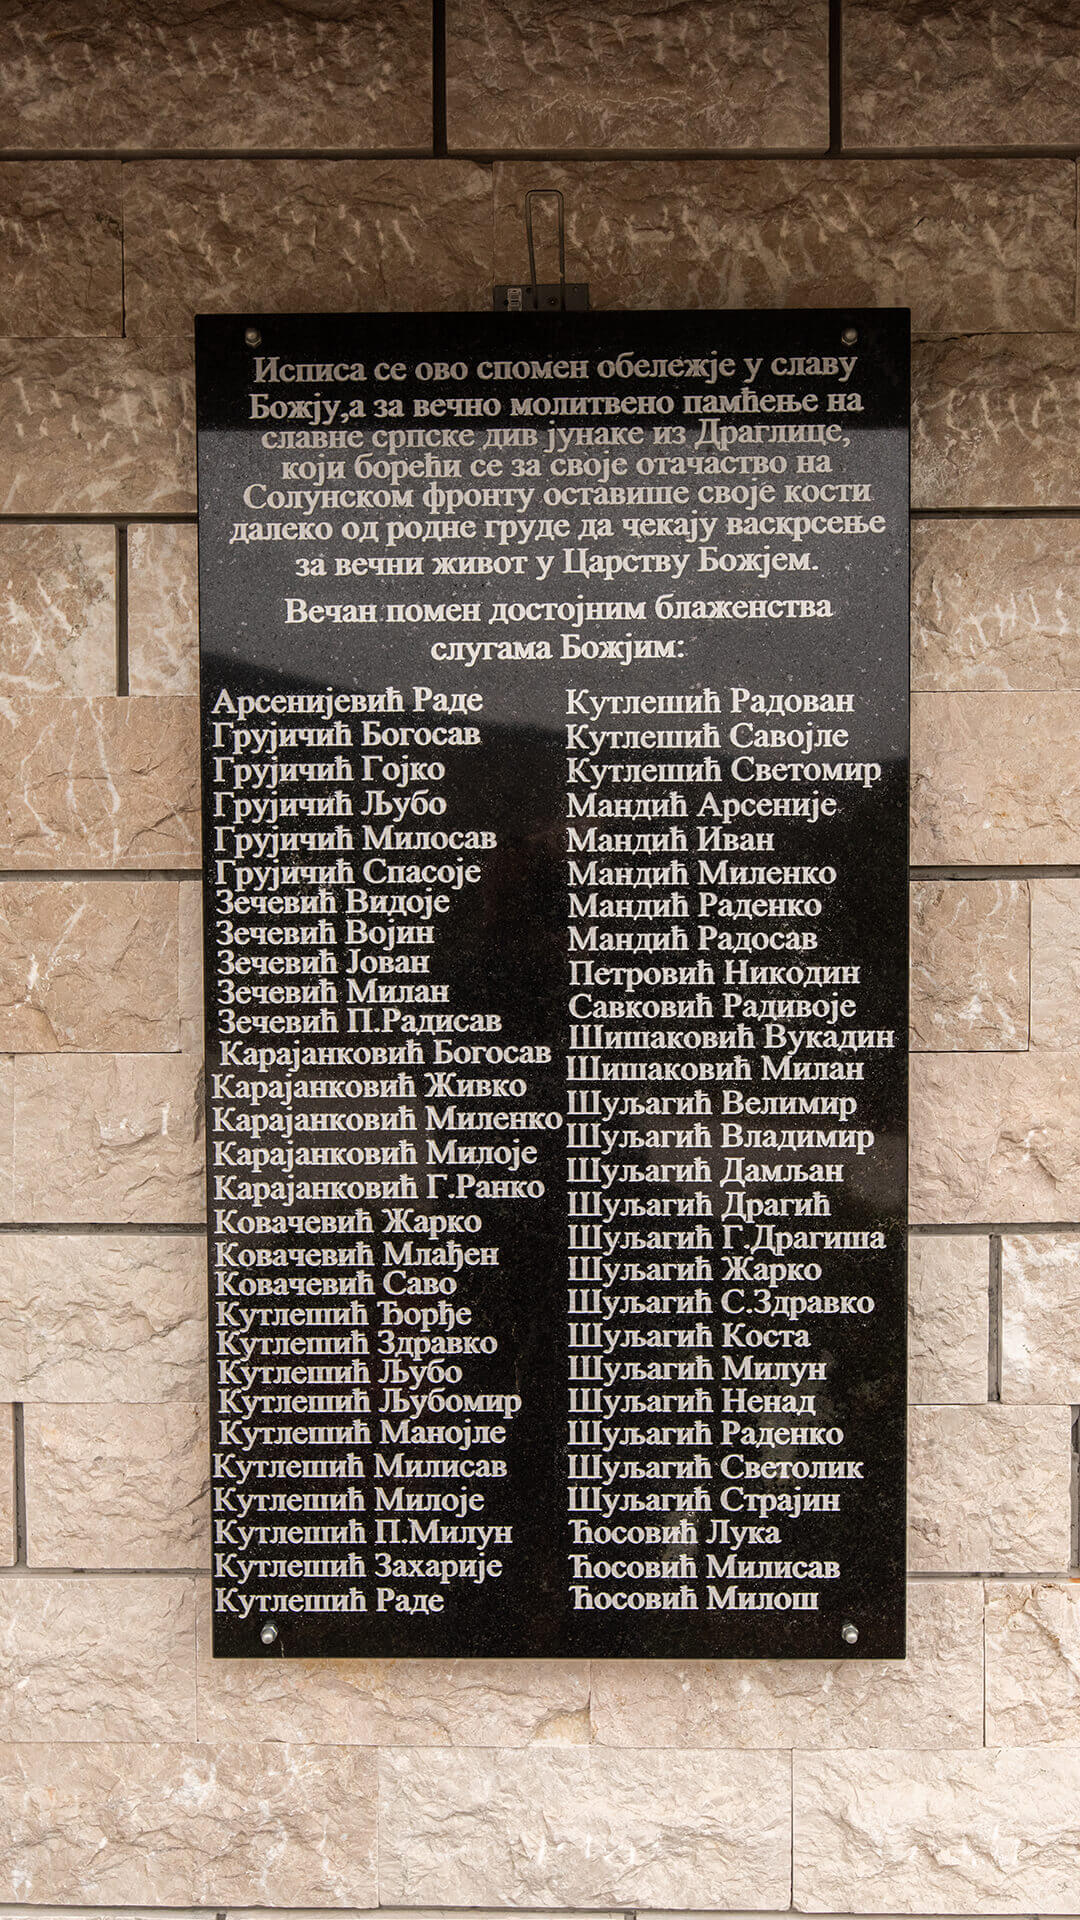 Исписа се ово спомен обележје у славу
Божју,а за вечно молитвено памћење на
славне српске див јунаке из Драглице,
који борећи се за своје отачаство на
Солунском фронту оставише своје кости
далеко од родне груде да чекају васкрсење
за вечни живот у Царству Божјем.
Вечан помен достојним блаженства
слугама Божјим:
Арсенијевић Раде
Грујичић Богосав
Грујичић Гојко
Грујичић Љубо
Грујичић Милосав
Грујичић Спасоје
Зечевић Видоје
Зечевић Војин
Зечевић Јован
Зечевић Милан
Зечевић П.Радисав
Карајанковић Богосав
Карајанковић Живко
Карајанковић Миленко
Карајанковић Милоје
Карајанковић Г.Ранко
Ковачевић Жарко
Ковачевић Млађен
Ковачевић Саво
Кутлешић Ђорђе
Кутлешић Здравко
Кутлешић Љубо
Кутлешић Љубомир
Кутлешић Манојле
Кутлешић Милисав
Кутлешић Милоје
Кутлешић П.Милун
Кутлешић Захарије
Кутлешић Раде
Кутлешић Радован
Кутлешић Савојле
Кутлешић Светомир
Мандић Арсеније
Мандић Иван
Мандић Миленко
Мандић Раденко
Мандић Радосав
Петровић Никодин
Савковић Радивоје
Шишаковић Вукадин
Шишаковић Милан
Шуљагић Велимир
Шуљагић Владимир
Шуљагић Дамљан
Шуљагић Драгић
Шуљагић Г.Драгиша
Шуљагић Жарко
Шуљагић С.Здравко
Шуљагић Коста
Шуљагић Милун
Шуљагић Ненад
Шуљагић Раденко
Шуљагић Светолик
Шуљагић Страјин
Ћосовић Лука
Ћосовић Милисав
Ћосовић Милош